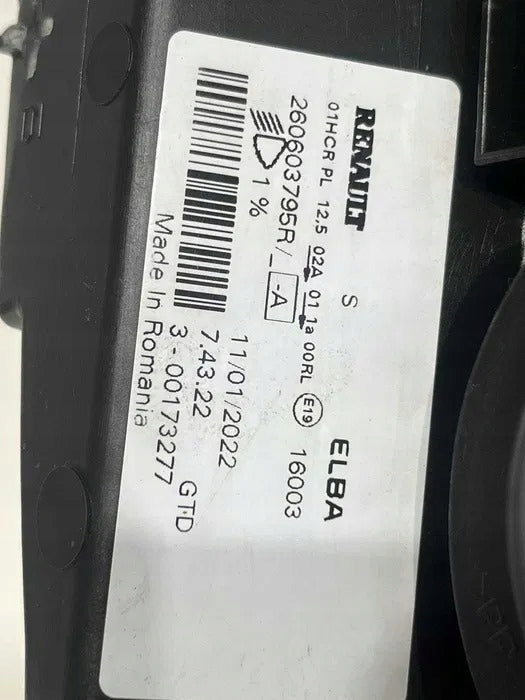 RENAULT S ELBA
01HCR PL 12,5 02A 01 1a 00RL E19 16003
260603795R/_ -A
1 %
11/01/2022
7.43.22
3-00173277 GTD
Made In Romania